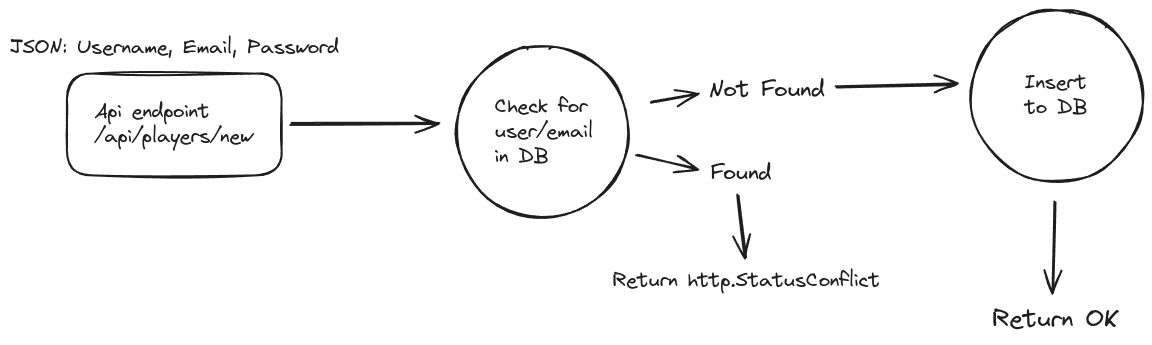 JSON: Username, Email, Password
Api endpoint
/api/players/new
Check for
user/email
in DB
Not Found
Found
Return http.StatusConflict
Insert
to DB
Return OK